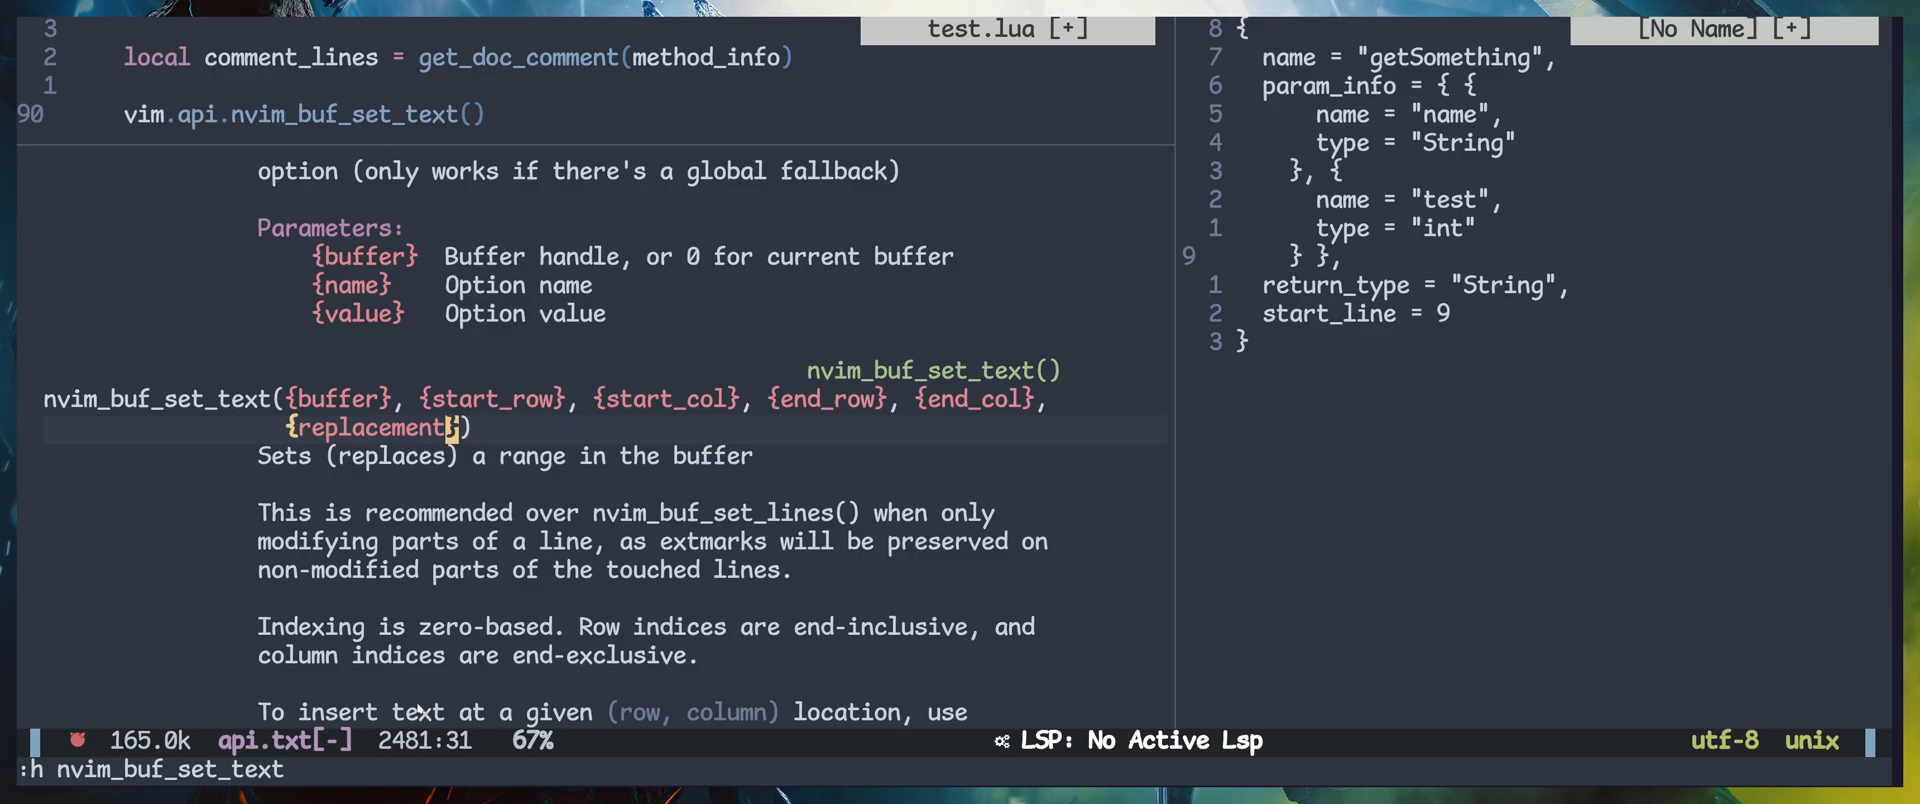 3
test.lua [+]
2 local comment_lines = get_doc_comment(method_info)
1
90 vim.api.nvim_buf_set_text()
option (only works if there's a global fallback)
Parameters:
{buffer} Buffer handle, or 0 for current buffer
{name} Option name
{value} Option value
nvim_buf_set_text()
nvim_buf_set_text({buffer}, {start_row}, {start_col}, {end_row}, {end_col},
{replacement})
Sets (replaces) a range in the buffer
This is recommended over nvim_buf_set_lines() when only
modifying parts of a line, as extmarks will be preserved on
non-modified parts of the touched lines.
Indexing is zero-based. Row indices are end-inclusive, and
column indices are end-exclusive.
To insert text at a given (row, column) location, use
8 {
[No Name] [+]
7 name = "getSomething",
6 param_info = { {
5 name = "name",
4 type = "String"
3 }, {
2 name = "test",
1 type = "int"
9 } },
1 return_type = "String",
2 start_line = 9
3 }
165.0k api.txt[-] 2481:31 67% LSP: No Active Lsp utf-8 unix
:h nvim_buf_set_text